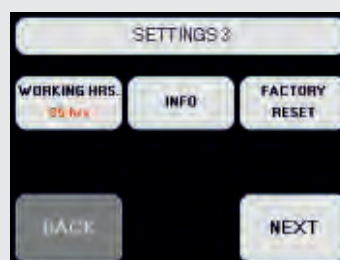 SETTINGS 3
WORKING HRS.
INFO
FACTORY
RESET
BACK
NEXT